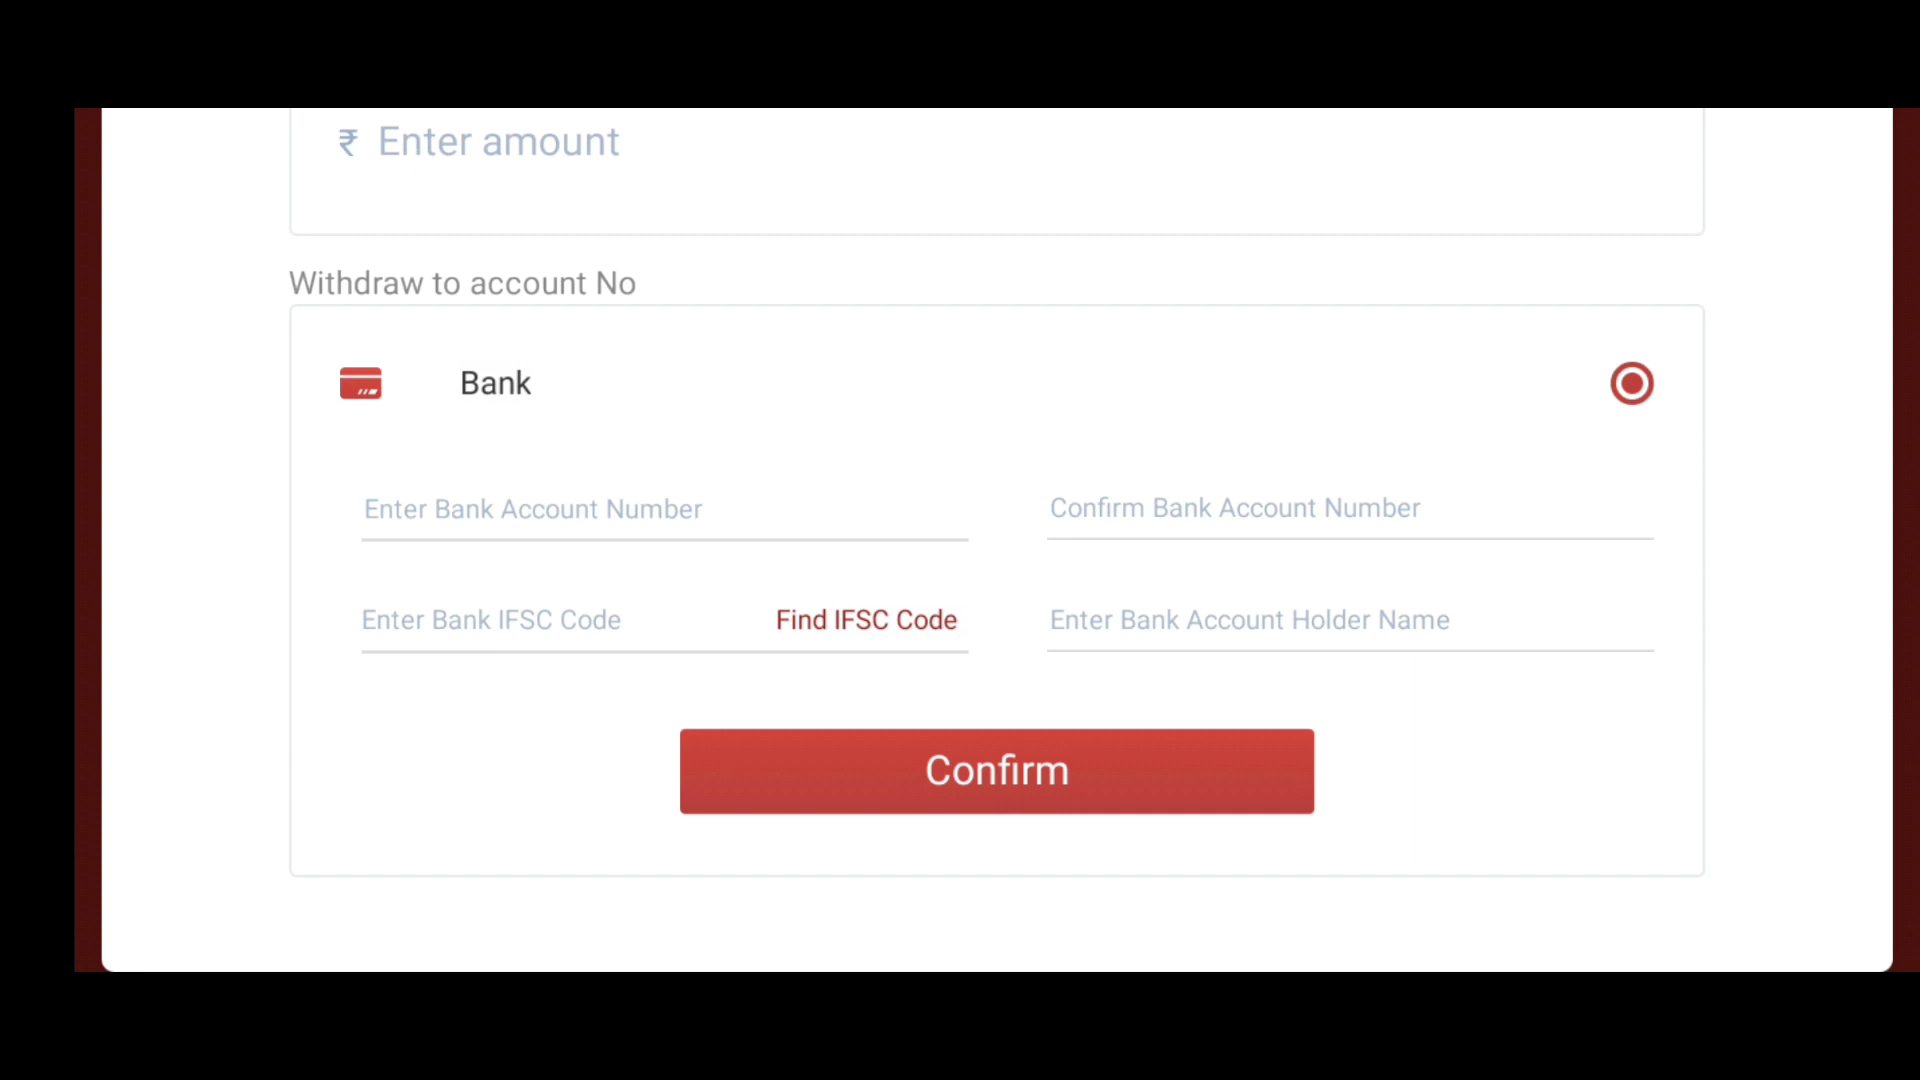 ₹ Enter amount
Withdraw to account No
Bank
Enter Bank Account Number
Confirm Bank Account Number
Enter Bank IFSC Code
Find IFSC Code
Enter Bank Account Holder Name
Confirm